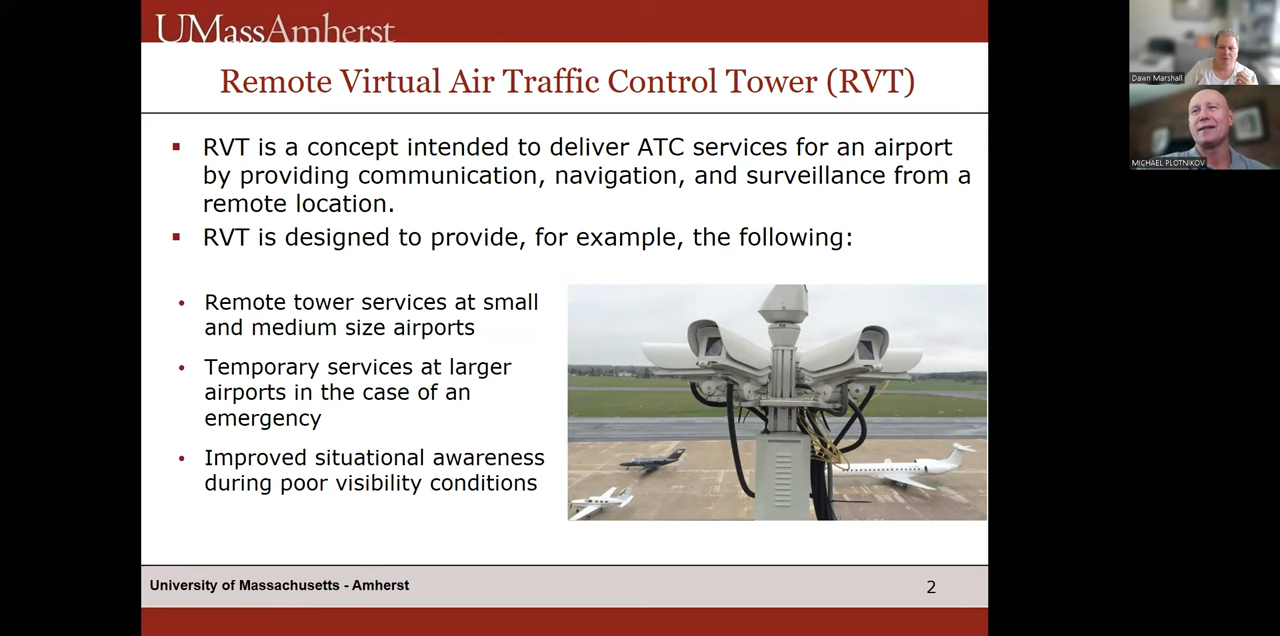 UMassAmherst
Remote Virtual Air Traffic Control Tower (RVT)
RVT is a concept intended to deliver ATC services for an airport
by providing communication, navigation, and surveillance from a
remote location.
RVT is designed to provide, for example, the following:
Remote tower services at small
and medium size airports
Temporary services at larger
airports in the case of an
emergency
Improved situational awareness
during poor visibility conditions
University of Massachusetts - Amherst
2
Dawn Marshall
MICHAEL PLOTNIKOV